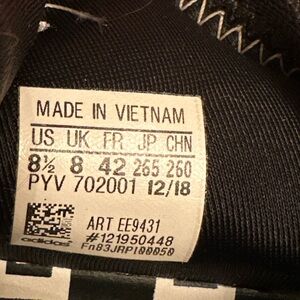 MADE IN VIETNAM
US UK FR JP CHN
8½ 8 42 265 260
PYV 702001 12/18
ART EE9431
#121950448
adidas Fn83JRPI00050